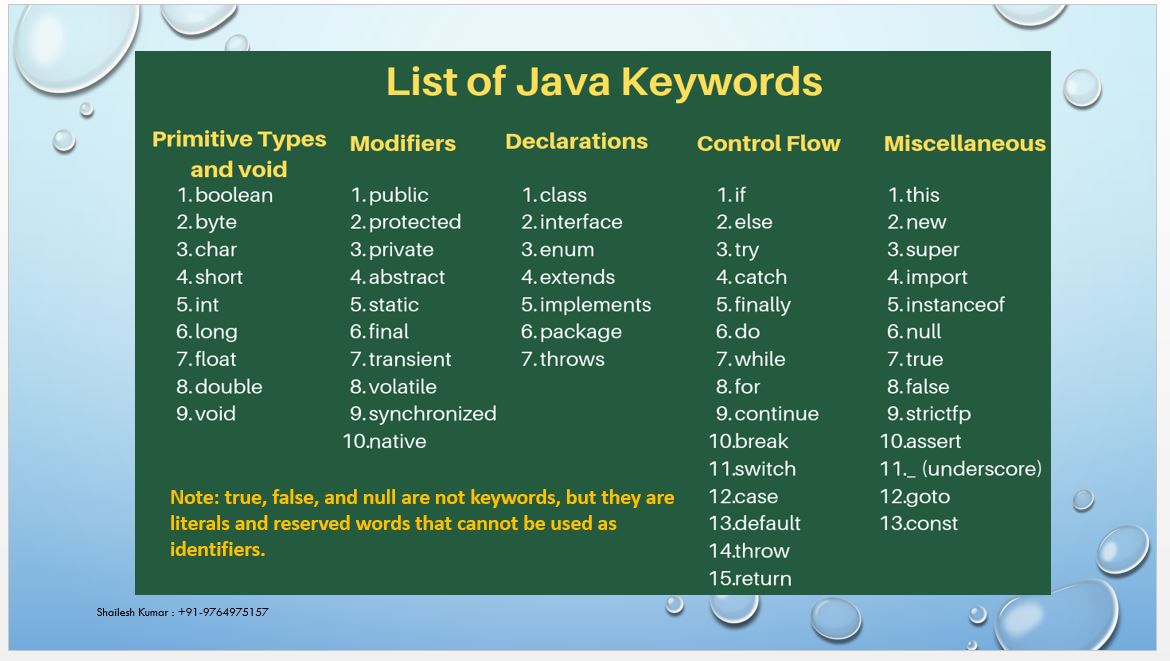 List of Java Keywords
Primitive Types
and void
1. boolean
2. byte
3. char
4. short
5. int
6. long
7. float
8. double
9. void
Modifiers
1. public
2. protected
3. private
4. abstract
5. static
6. final
7. transient
8. volatile
9. synchronized
10. native
Declarations
1. class
2. interface
3. enum
4. extends
5. implements
6. package
7. throws
Control Flow
1. if
2. else
3. try
4. catch
5. finally
6. do
7. while
8. for
9. continue
10. break
11. switch
12. case
13. default
14. throw
15. return
Miscellaneous
1. this
2. new
3. super
4. import
5. instanceof
6. null
7. true
8. false
9. strictfp
10. assert
11. _ (underscore)
12. goto
13. const
Note: true, false, and null are not keywords, but they are
literals and reserved words that cannot be used as
identifiers.
Shailesh Kumar : +91-9764975157